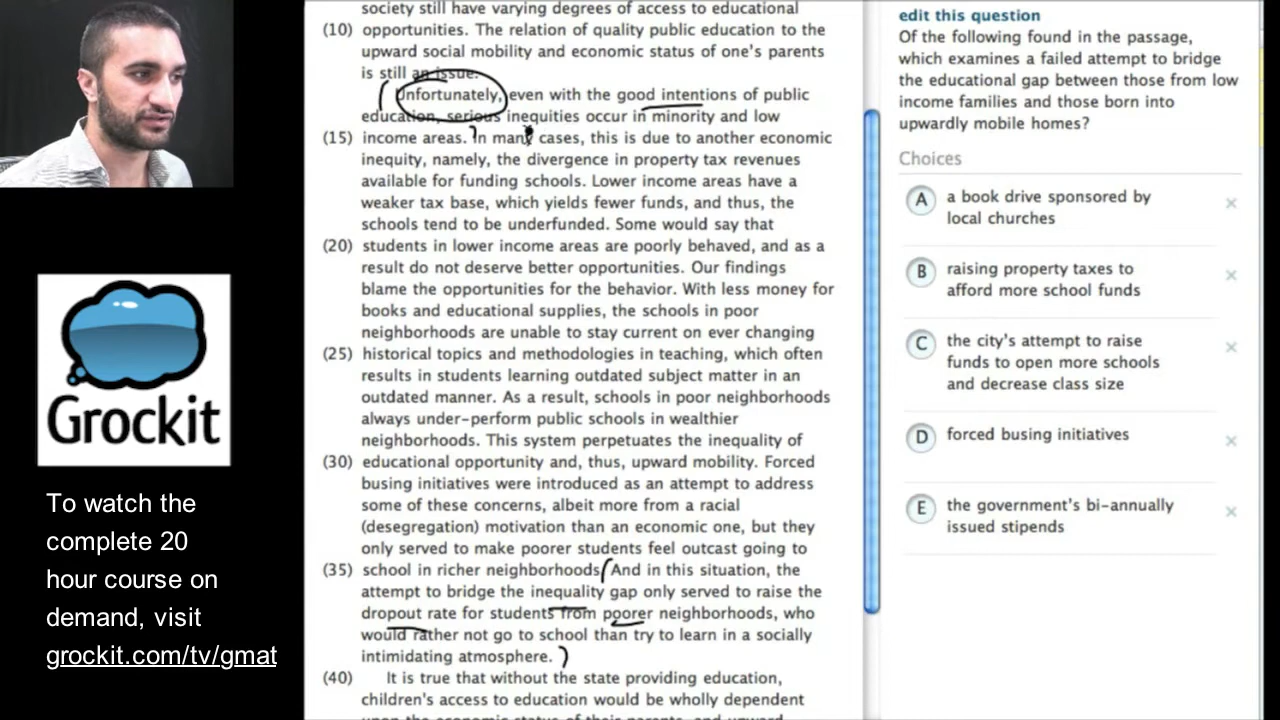 society still have varying degrees of access to educational
(10) opportunities. The relation of quality public education to the
upward social mobility and economic status of one's parents
is still an issue.
Unfortunately, even with the good intentions of public
education, serious inequities occur in minority and low
(15) income areas. In many cases, this is due to another economic
inequity, namely, the divergence in property tax revenues
available for funding schools. Lower income areas have a
weaker tax base, which yields fewer funds, and thus, the
schools tend to be underfunded. Some would say that
(20) students in lower income areas are poorly behaved, and as a
result do not deserve better opportunities. Our findings
blame the opportunities for the behavior. With less money for
books and educational supplies, the schools in poor
neighborhoods are unable to stay current on ever changing
(25) historical topics and methodologies in teaching, which often
results in students learning outdated subject matter in an
outdated manner. As a result, schools in poor neighborhoods
always under-perform public schools in wealthier
neighborhoods. This system perpetuates the inequality of
(30) educational opportunity and, thus, upward mobility. Forced
busing initiatives were introduced as an attempt to address
some of these concerns, albeit more from a racial
(desegregation) motivation than an economic one, but they
only served to make poorer students feel outcast going to
(35) school in richer neighborhoods. And in this situation, the
attempt to bridge the inequality gap only served to raise the
dropout rate for students from poorer neighborhoods, who
would rather not go to school than try to learn in a socially
intimidating atmosphere.
(40) It is true that without the state providing education,
children's access to education would be wholly dependent
upon the economic status of their parents, and upward
edit this question
Of the following found in the passage,
which examines a failed attempt to bridge
the educational gap between those from low
income families and those born into
upwardly mobile homes?
Choices
A a book drive sponsored by
local churches
B raising property taxes to
afford more school funds
C the city's attempt to raise
funds to open more schools
and decrease class size
D forced busing initiatives
E the government's bi-annually
issued stipends
Grockit
To watch the
complete 20
hour course on
demand, visit
grockit.com/tv/gmat